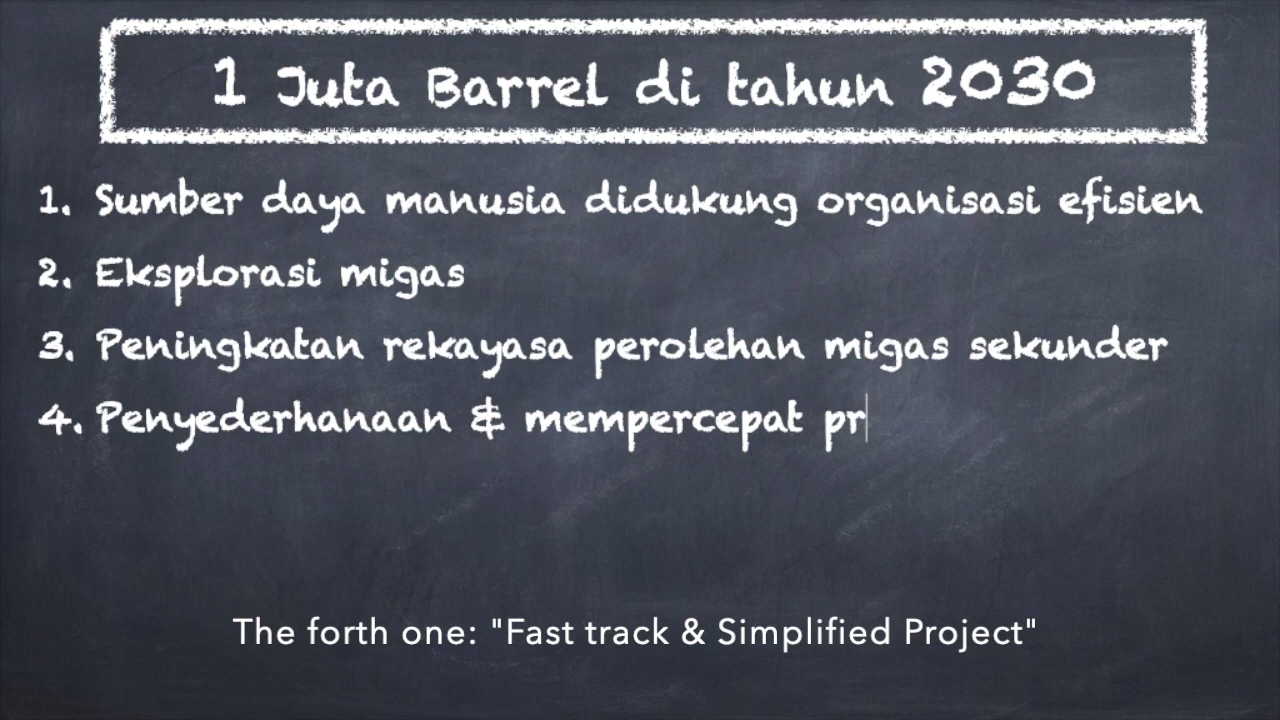 1 Juta Barrel di tahun 2030
1. Sumber daya manusia didukung organisasi efisien
2. Eksplorasi migas
3. Peningkatan rekayasa perolehan migas sekunder
4. Penyederhanaan & mempercepat pr
The forth one: "Fast track & Simplified Project"